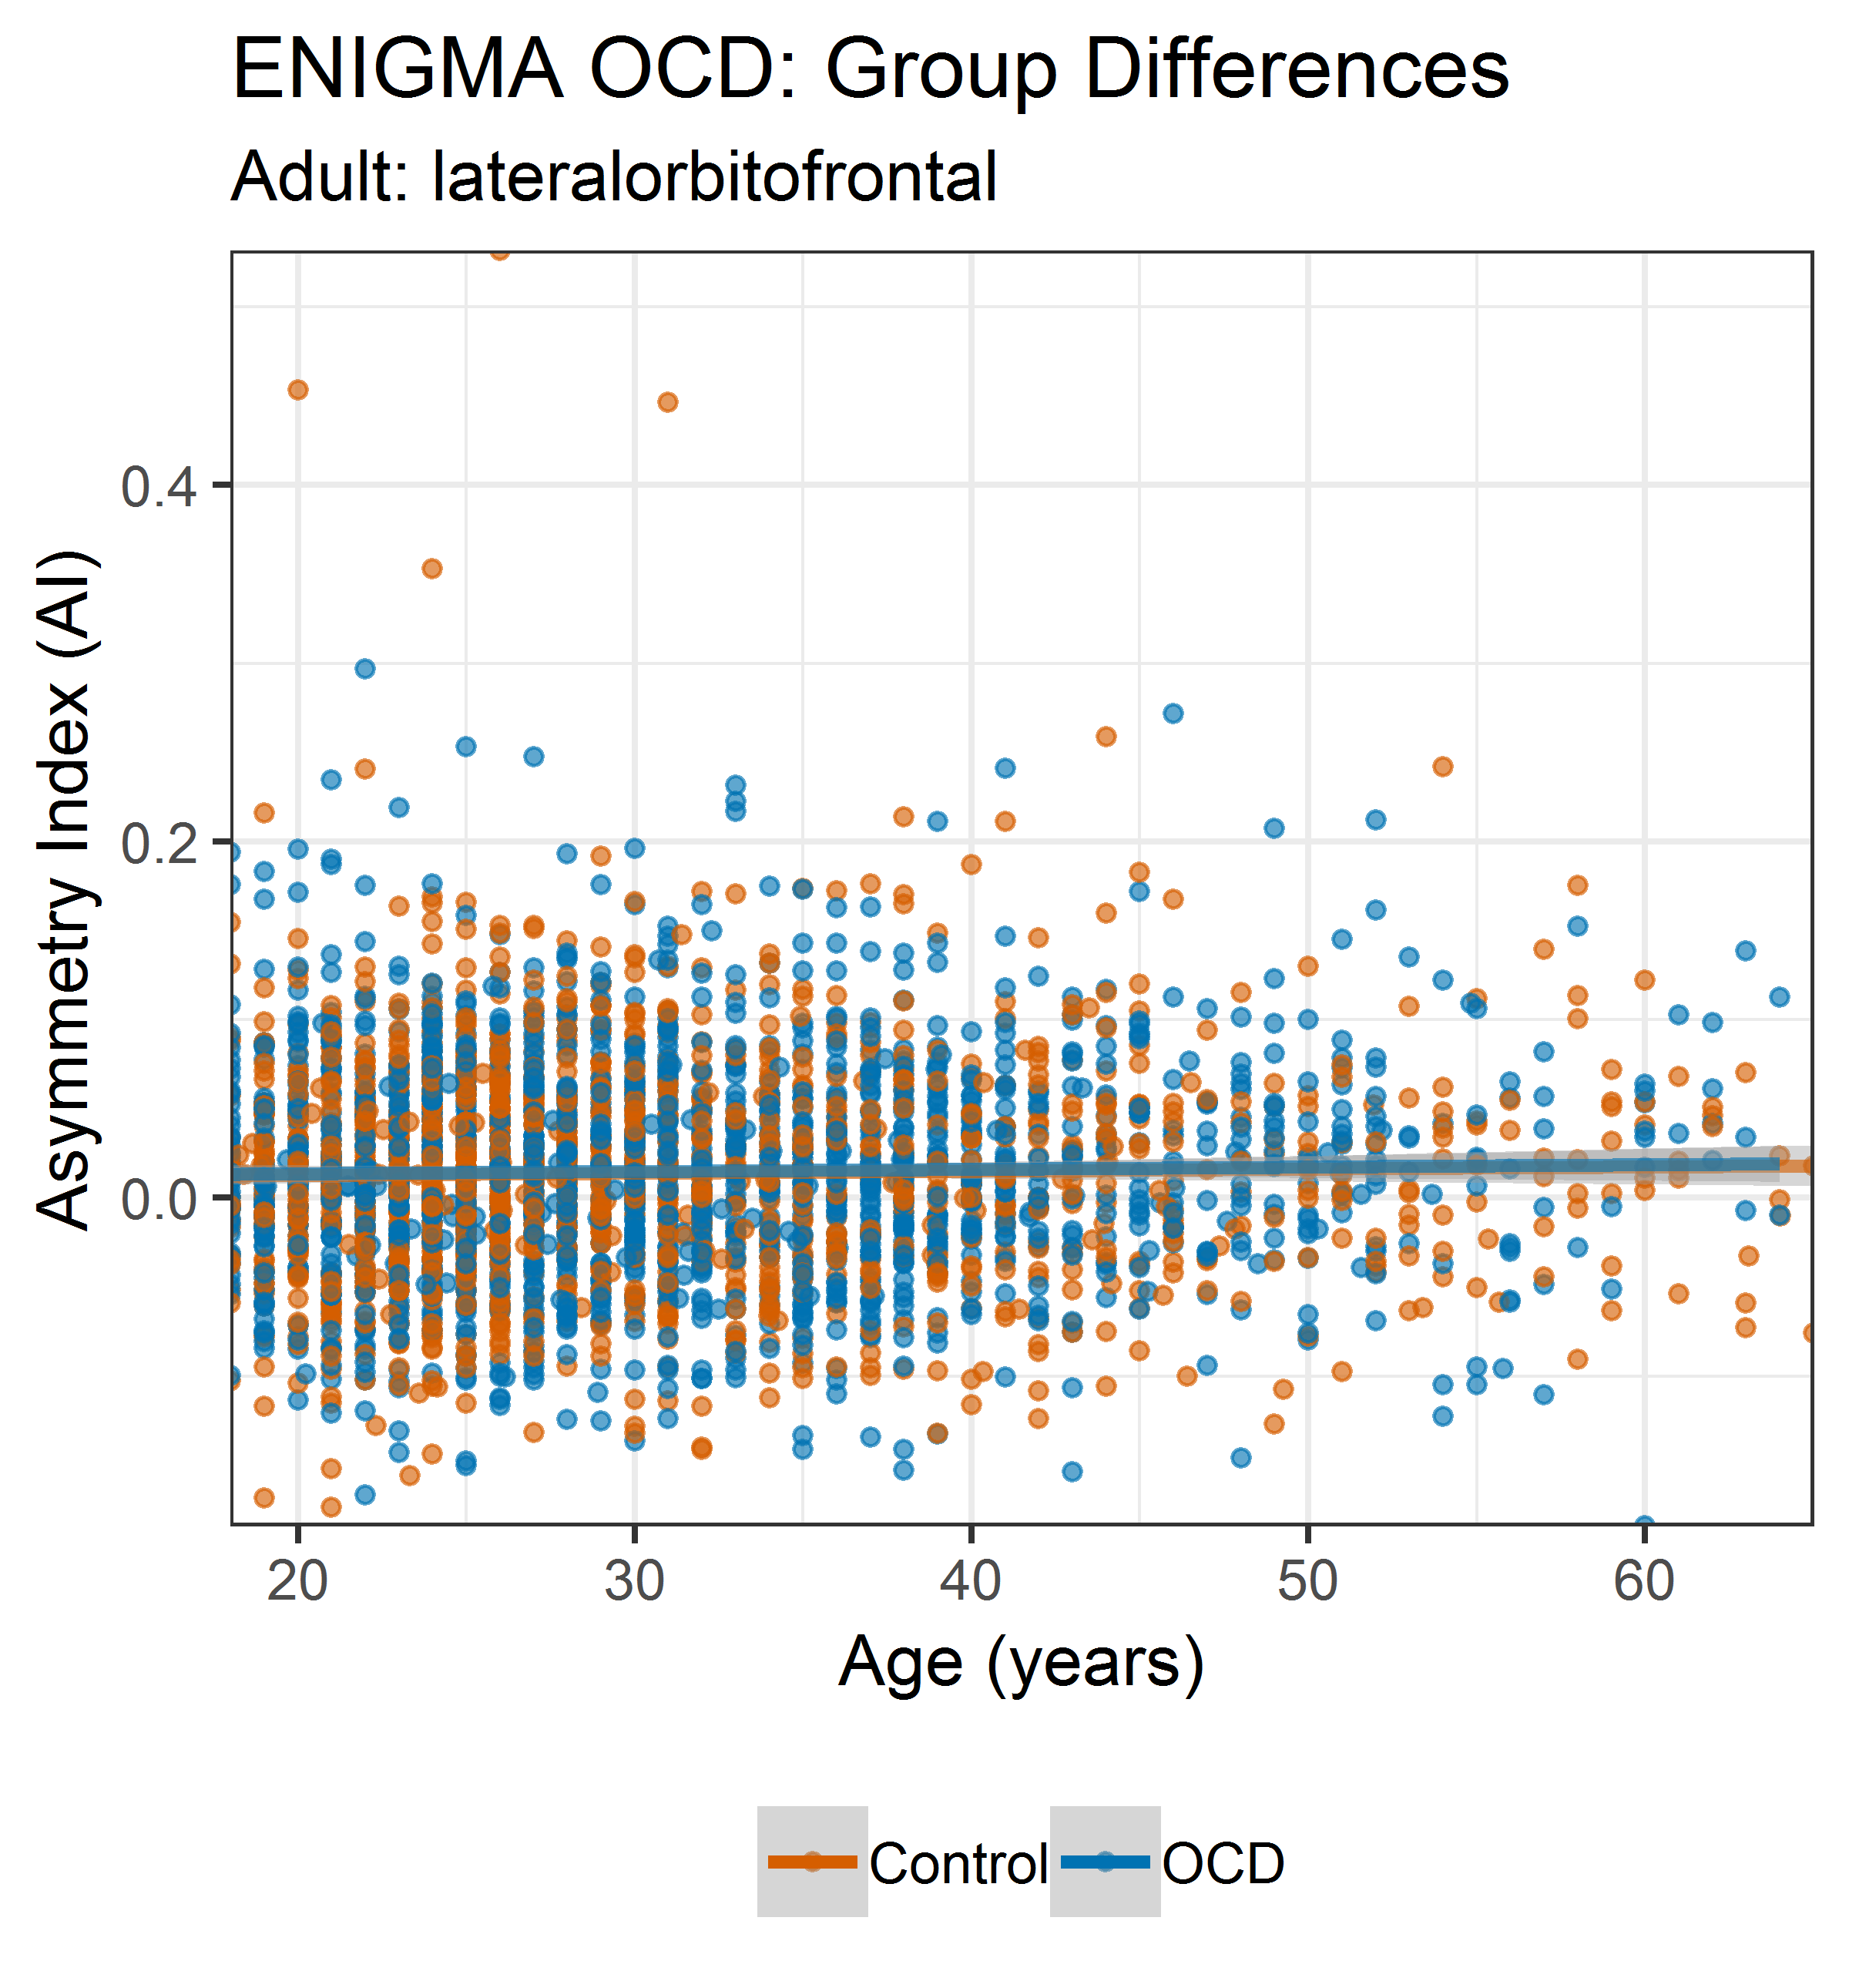 ENIGMA OCD: Group Differences
Adult: lateralorbitofrontal
Asymmetry Index (AI)
0.4
0.2
0.0
20 30 40 50 60
Age (years)
Control OCD